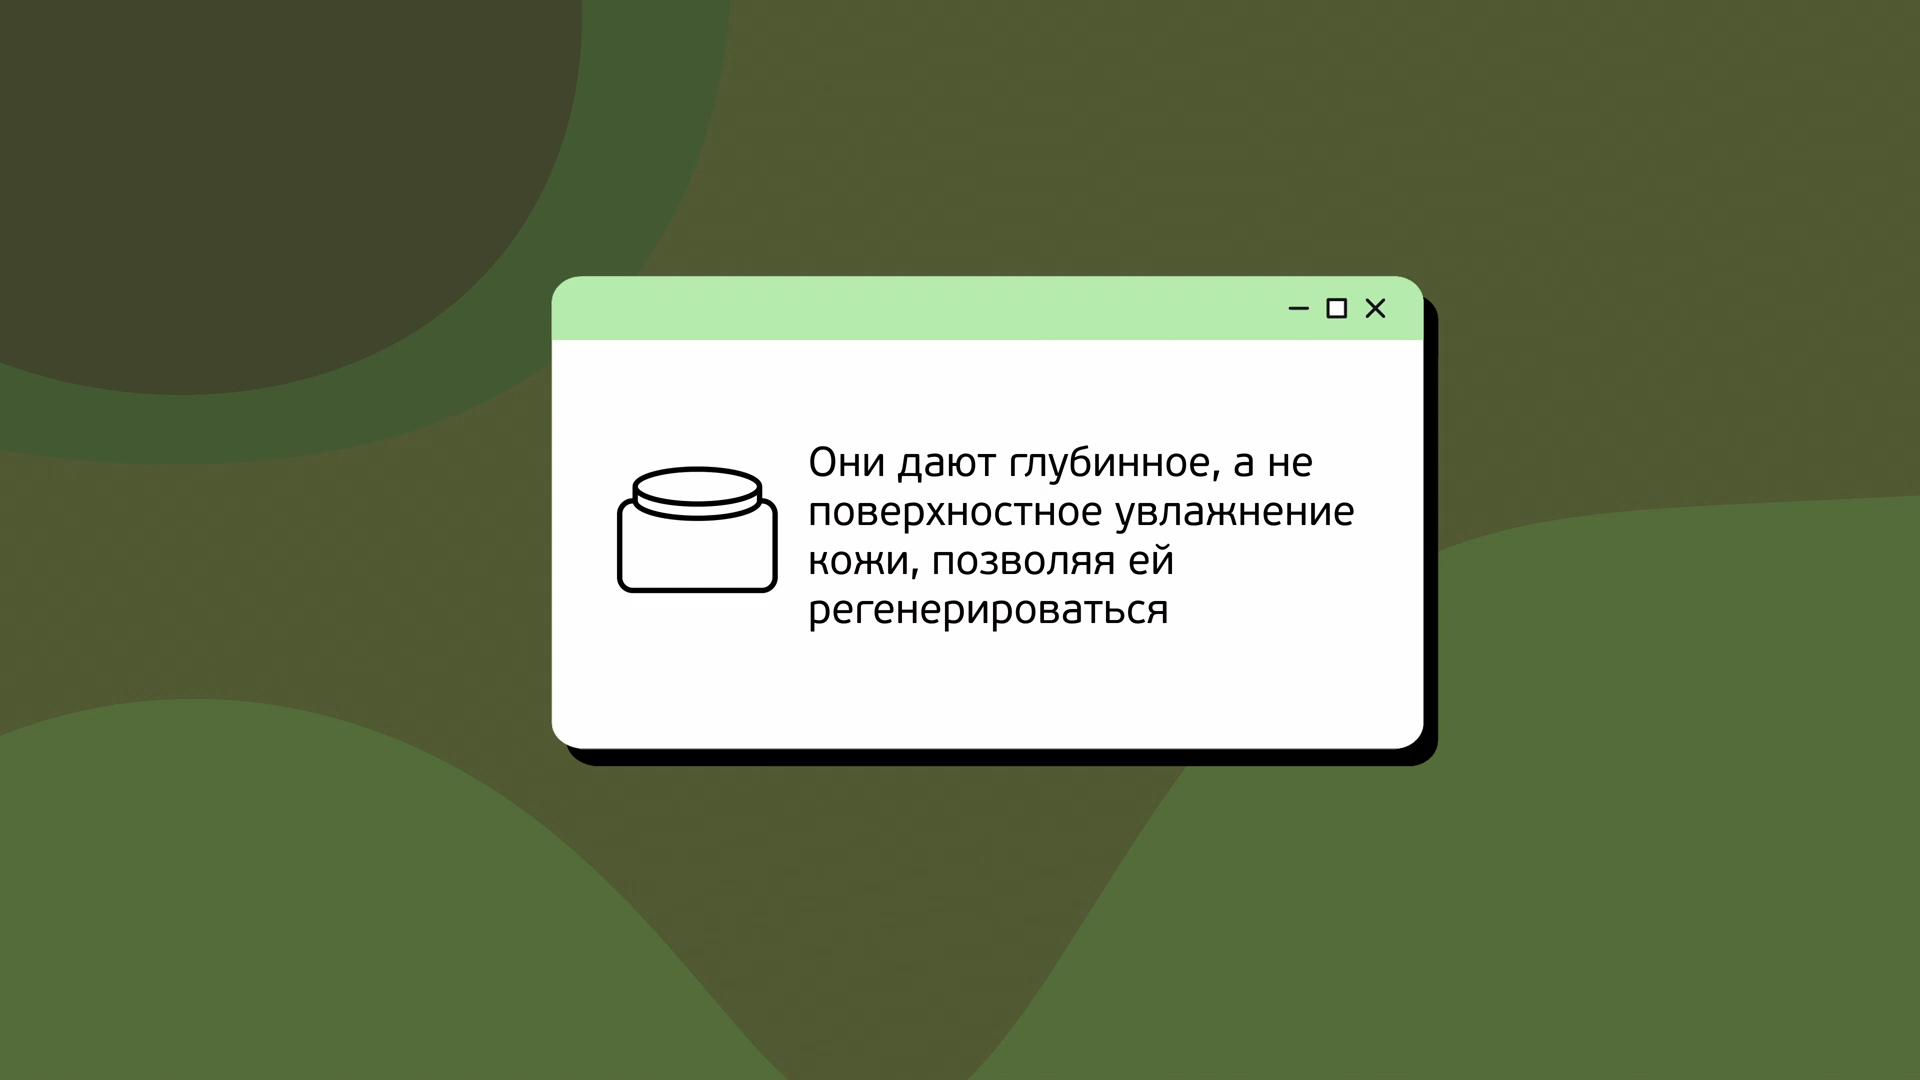 Они дают глубинное, а не
поверхностное увлажнение
кожи, позволяя ей
регенерироваться